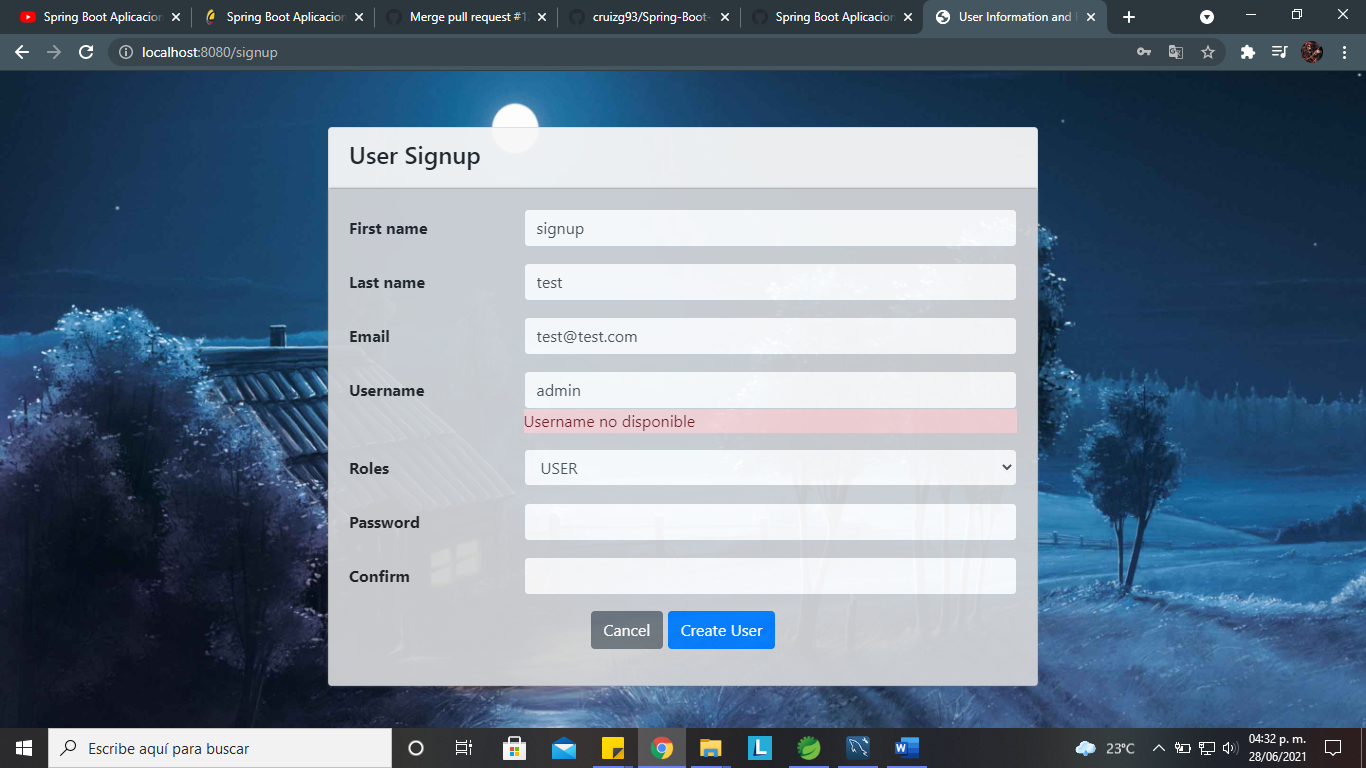 Spring Boot Aplicacion
Spring Boot Aplicacion
Merge pull request #1
cruizg93/Spring-Boot-
Spring Boot Aplicacion
User Information and
localhost:8080/signup
User Signup
First name
signup
Last name
test
Email
test@test.com
Username
admin
Username no disponible
Roles
USER
Password
Confirm
Cancel
Create User
Escribe aquí para buscar
L
W
23°C
04:32 p. m.
28/06/2021